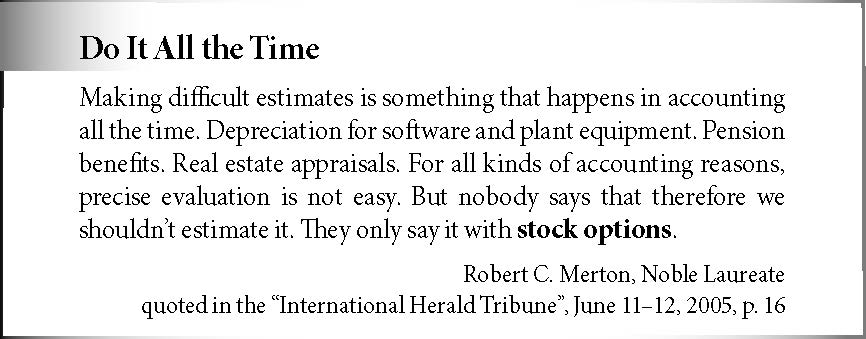 Do It All the Time
Making difficult estimates is something that happens in accounting
all the time. Depreciation for software and plant equipment. Pension
benefits. Real estate appraisals. For all kinds of accounting reasons,
precise evaluation is not easy. But nobody says that therefore we
shouldn’t estimate it. They only say it with stock options.
Robert C. Merton, Noble Laureate
quoted in the “International Herald Tribune”, June 11–12, 2005, p. 16